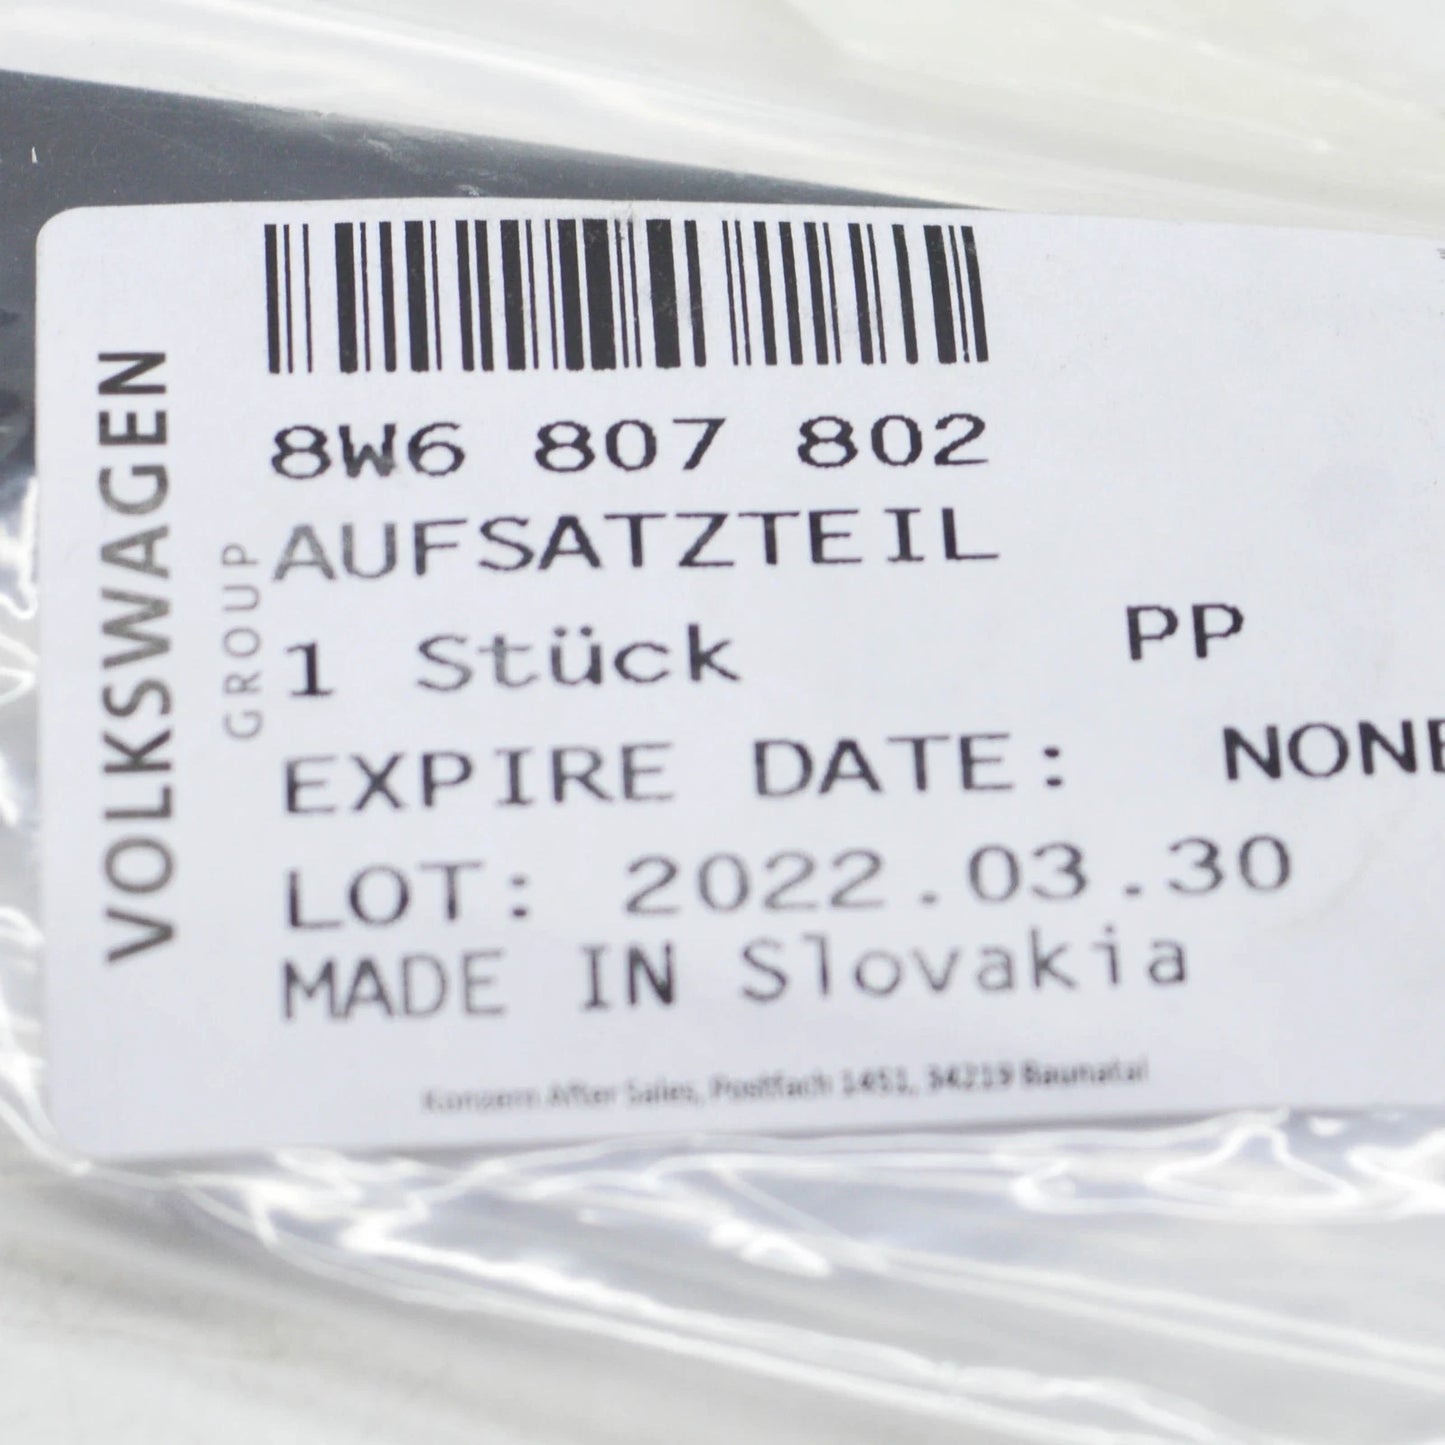 VOLKSWAGEN
GROUP
8W6 807 802
AUFSATZTEIL
1 Stück PP
EXPIRE DATE: NONE
LOT: 2022.03.30
MADE IN Slovakia
Konzern After Sales, Postfach 1451, 34219 Baunatal